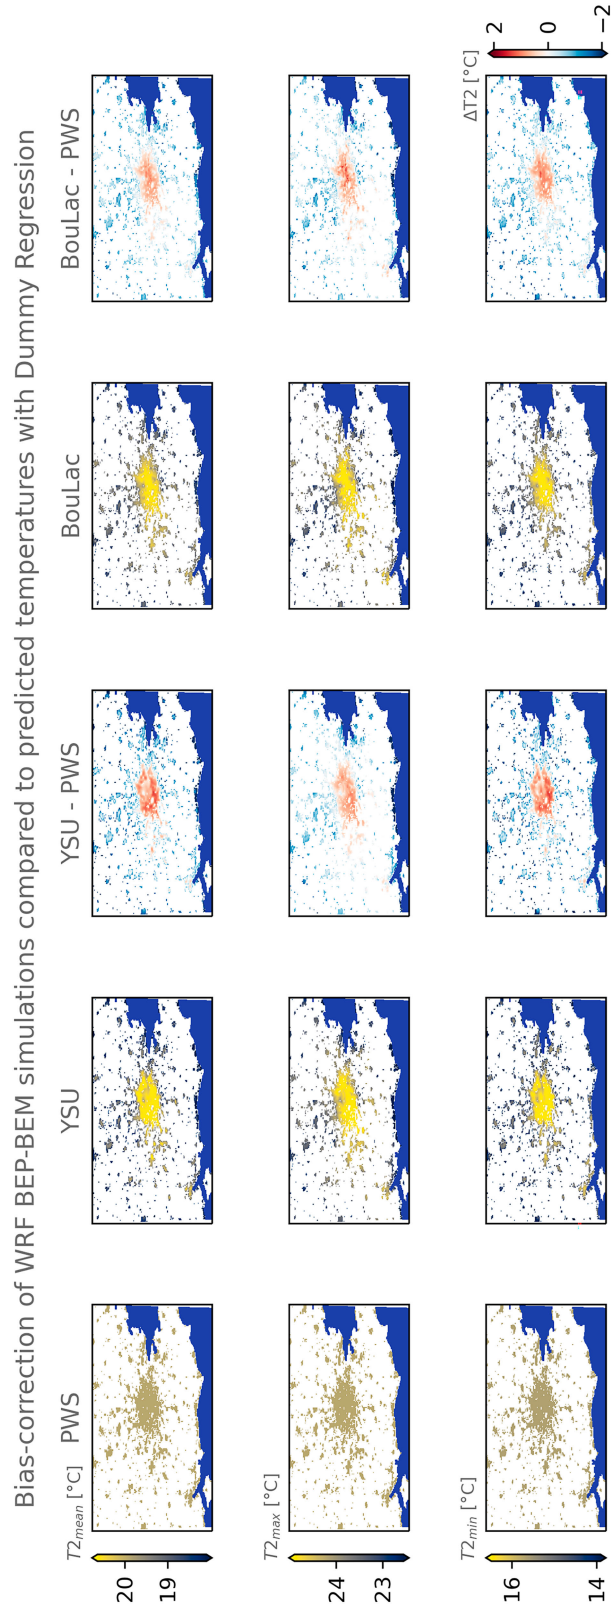 Bias-correction of WRF BEP-BEM simulations compared to predicted temperatures with Dummy Regression
PWS
YSU
YSU - PWS
BouLac
BouLac - PWS
T2mean [°C]
20
19
T2max [°C]
24
23
T2min [°C]
16
14
ΔT2 [°C]
2
0
−2